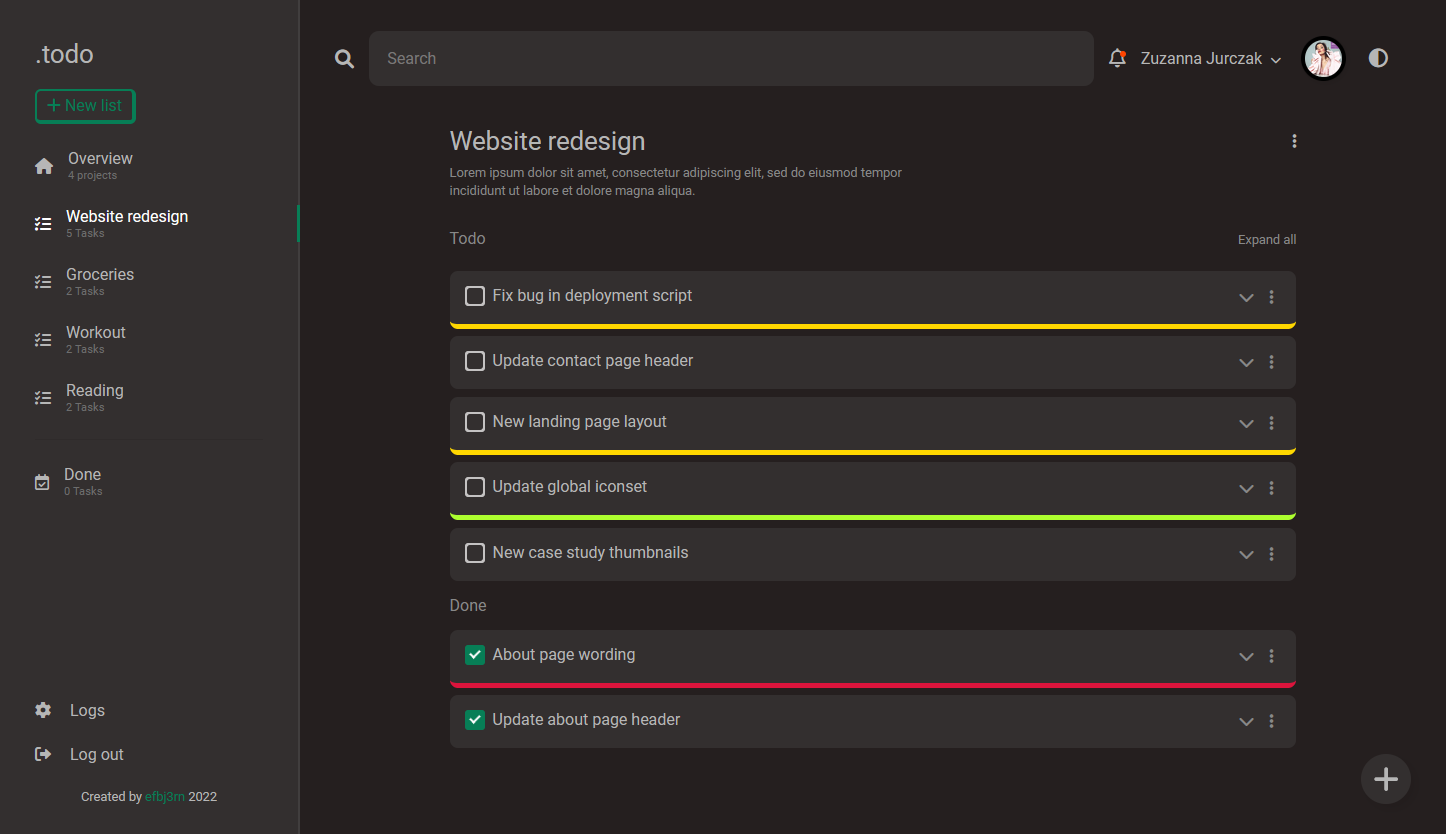 .todo
New list
Overview
4 projects
Website redesign
5 Tasks
Groceries
2 Tasks
Workout
2 Tasks
Reading
2 Tasks
Done
0 Tasks
Logs
Log out
Created by efbj3rn 2022
Search
Zuzanna Jurczak
Website redesign
Lorem ipsum dolor sit amet, consectetur adipiscing elit, sed do eiusmod tempor
incididunt ut labore et dolore magna aliqua.
Todo
Expand all
Fix bug in deployment script
Update contact page header
New landing page layout
Update global iconset
New case study thumbnails
Done
About page wording
Update about page header